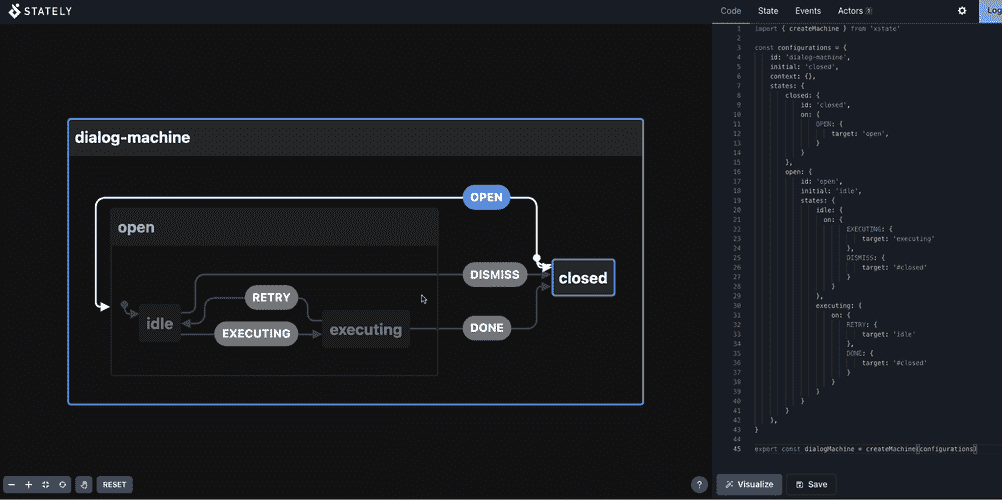 STATELY
Code State Events Actors 1
Log
dialog-machine
OPEN
open
DISMISS
closed
RETRY
idle
executing
EXECUTING
DONE
RESET
?
1 import { createMachine } from 'xstate'
2
3 const configurations = {
4 id: 'dialog-machine',
5 initial: 'closed',
6 context: {},
7 states: {
8 closed: {
9 id: 'closed',
10 on: {
11 OPEN: {
12 target: 'open',
13 }
14 }
15 },
16 open: {
17 id: 'open',
18 initial: 'idle',
19 states: {
20 idle: {
21 on: {
22 EXECUTING: {
23 target: 'executing'
24 },
25 DISMISS: {
26 target: '#closed'
27 }
28 }
29 },
30 executing: {
31 on: {
32 RETRY: {
33 target: 'idle'
34 },
35 DONE: {
36 target: '#closed'
37 }
38 }
39 }
40 }
41 }
42 },
43 }
44
45 export const dialogMachine = createMachine(configurations)
Visualize Save